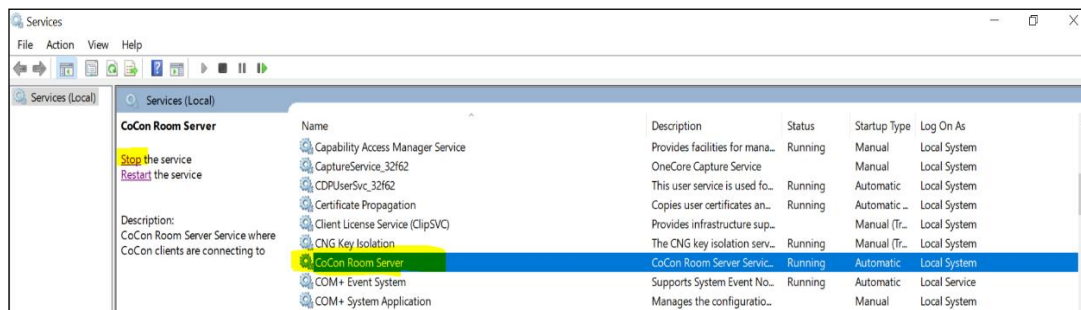 Services
File Action View Help
Services (Local)
Services (Local)
CoCon Room Server
Stop the service
Restart the service
Description:
CoCon Room Server Service where
CoCon clients are connecting to
Name Description Status Startup Type Log On As
Capability Access Manager Service Provides facilities for mana... Running Manual Local System
CaptureService_32f62 OneCore Capture Service Manual Local System
CDPUserSvc_32f62 This user service is used fo... Running Automatic Local System
Certificate Propagation Copies user certificates an... Running Automatic ... Local System
Client License Service (ClipSVC) Provides infrastructure sup... Manual (Tr... Local System
CNG Key Isolation The CNG key isolation serv... Running Manual (Tr... Local System
CoCon Room Server CoCon Room Server Servic... Running Automatic Local System
COM+ Event System Supports System Event No... Running Automatic Local Service
COM+ System Application Manages the configuratio... Manual Local System